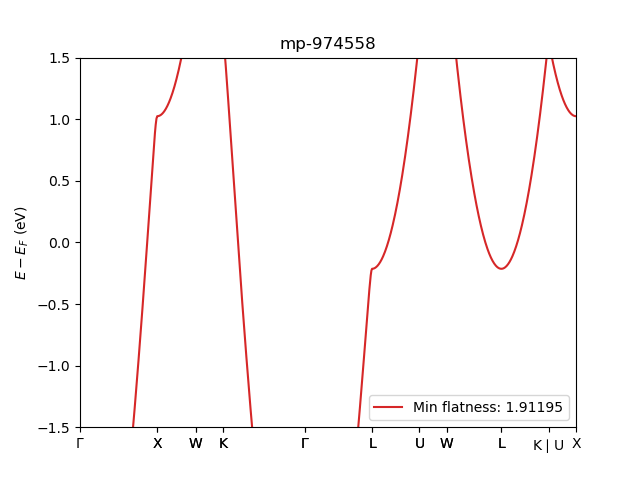 mp-974558
E − E_F (eV)
1.5
1.0
0.5
0.0
−0.5
−1.0
−1.5
Min flatness: 1.91195
Γ X W K Γ L U W L K | U X